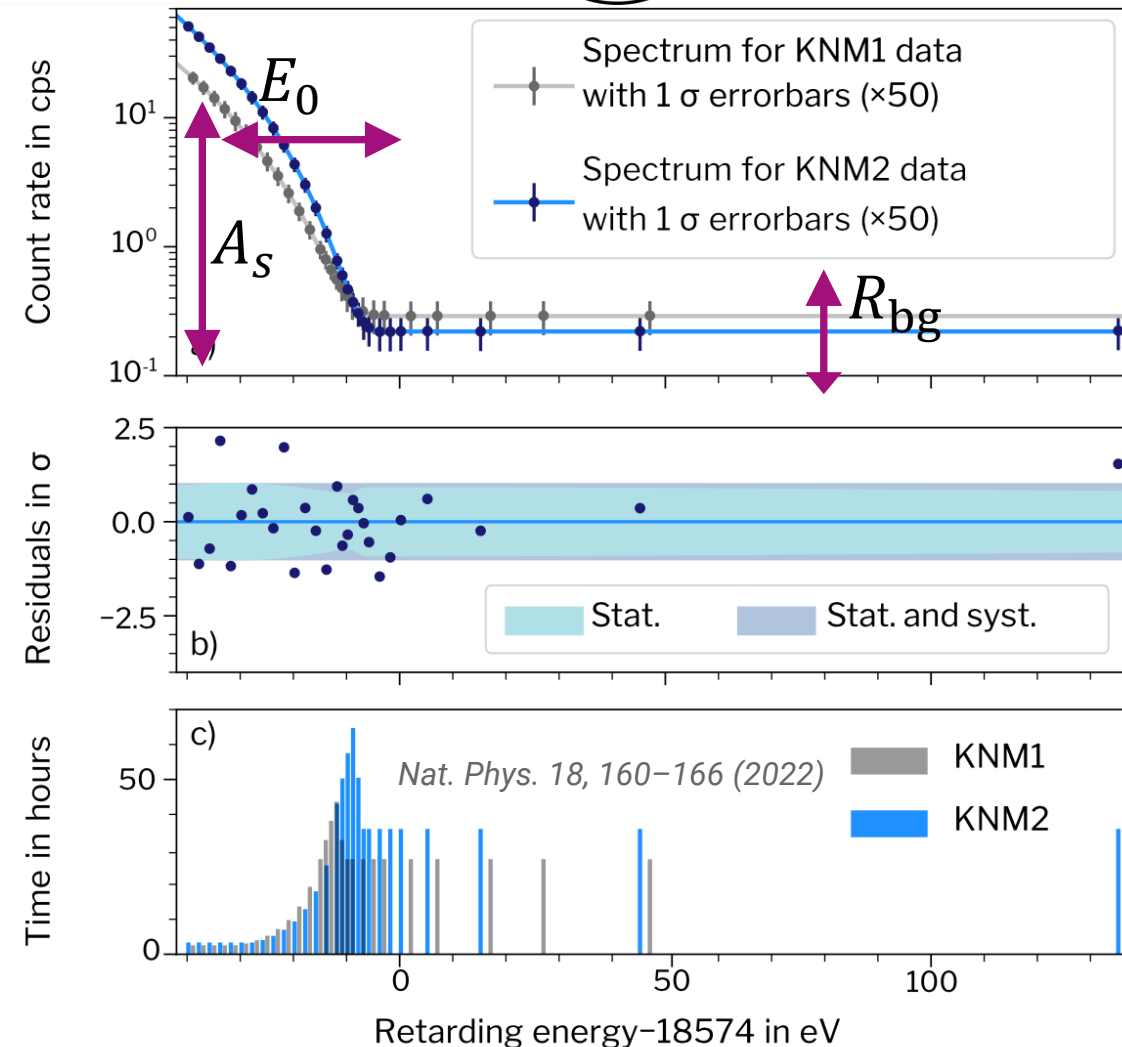 Count rate in cps
10¹
10⁰
10⁻¹
E₀
Aₛ
Spectrum for KNM1 data
with 1 σ errorbars (×50)
Spectrum for KNM2 data
with 1 σ errorbars (×50)
R_bg
Residuals in σ
2.5
0.0
−2.5
b)
Stat.
Stat. and syst.
Time in hours
50
0
c)
Nat. Phys. 18, 160–166 (2022)
KNM1
KNM2
0
50
100
Retarding energy−18574 in eV